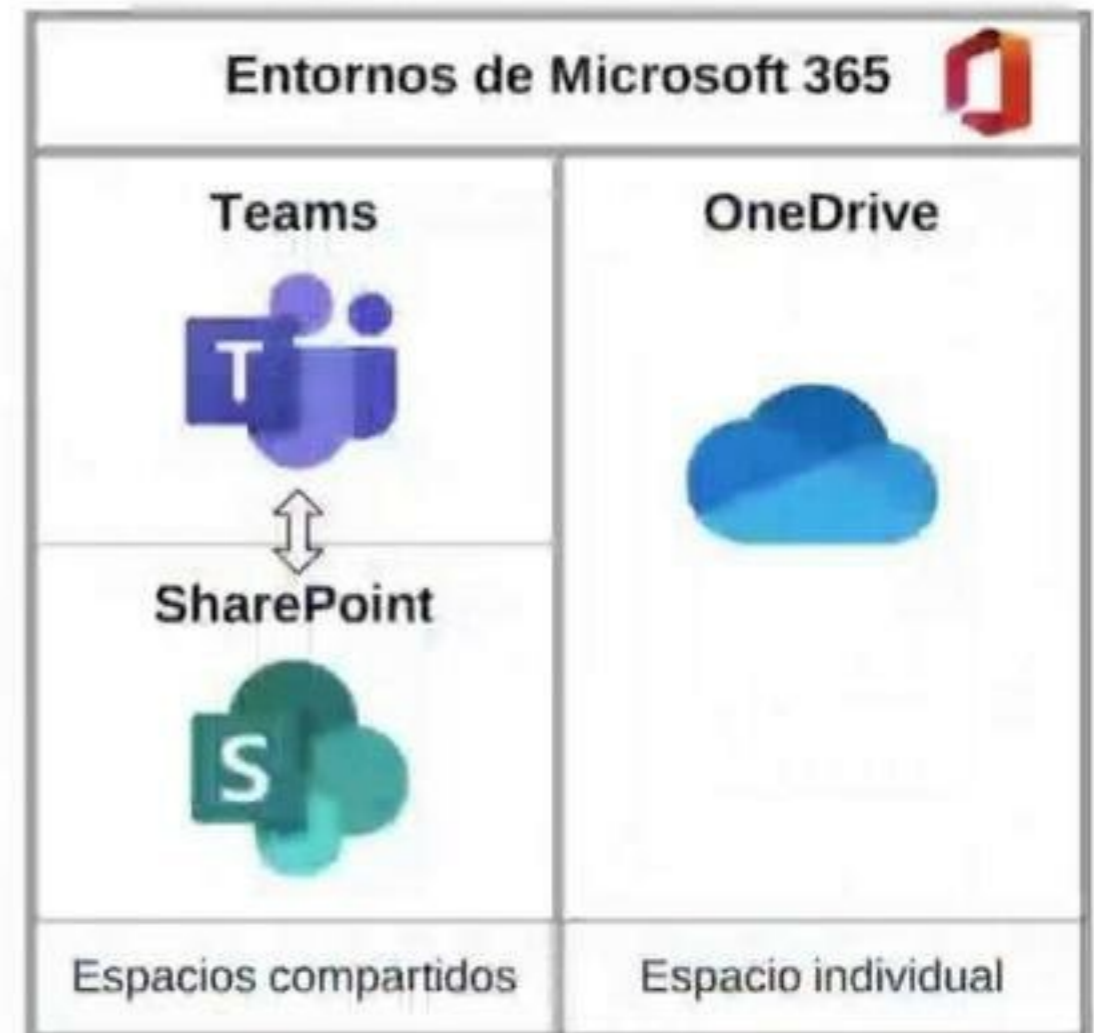 Entornos de Microsoft 365
Teams
T
SharePoint
S
Espacios compartidos
OneDrive
Espacio individual